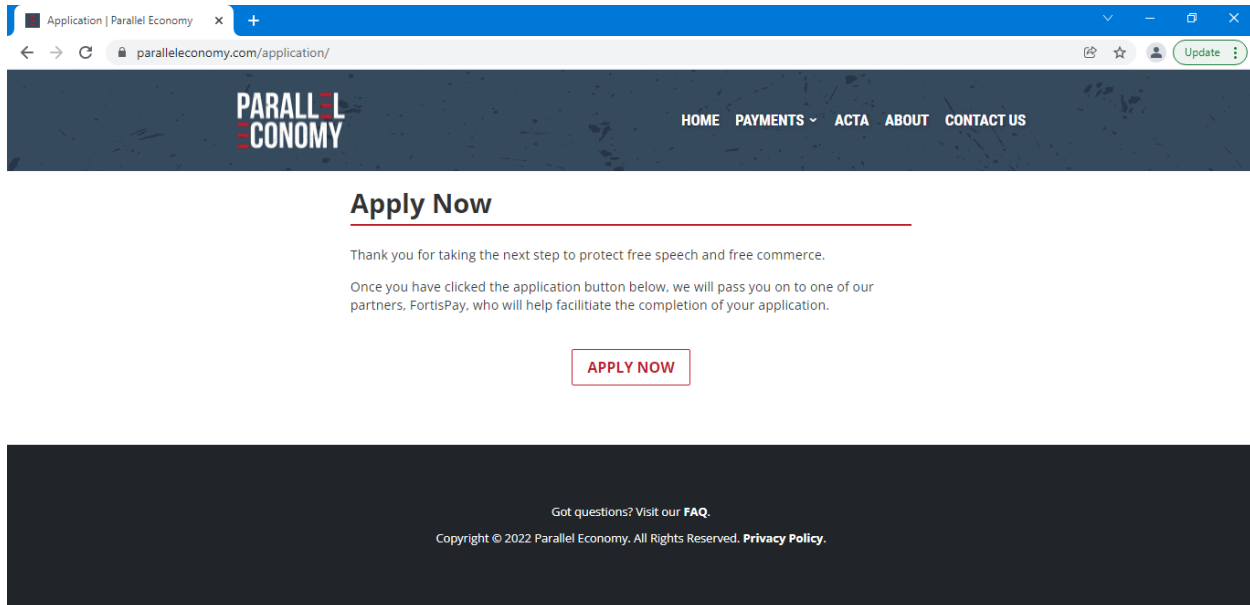 Application | Parallel Economy
paralleleconomy.com/application/
Update
PARALLEL
ECONOMY
HOME PAYMENTS ACTA ABOUT CONTACT US
Apply Now
Thank you for taking the next step to protect free speech and free commerce.
Once you have clicked the application button below, we will pass you on to one of our
partners, FortisPay, who will help facilitiate the completion of your application.
APPLY NOW
Got questions? Visit our FAQ.
Copyright © 2022 Parallel Economy. All Rights Reserved. Privacy Policy.